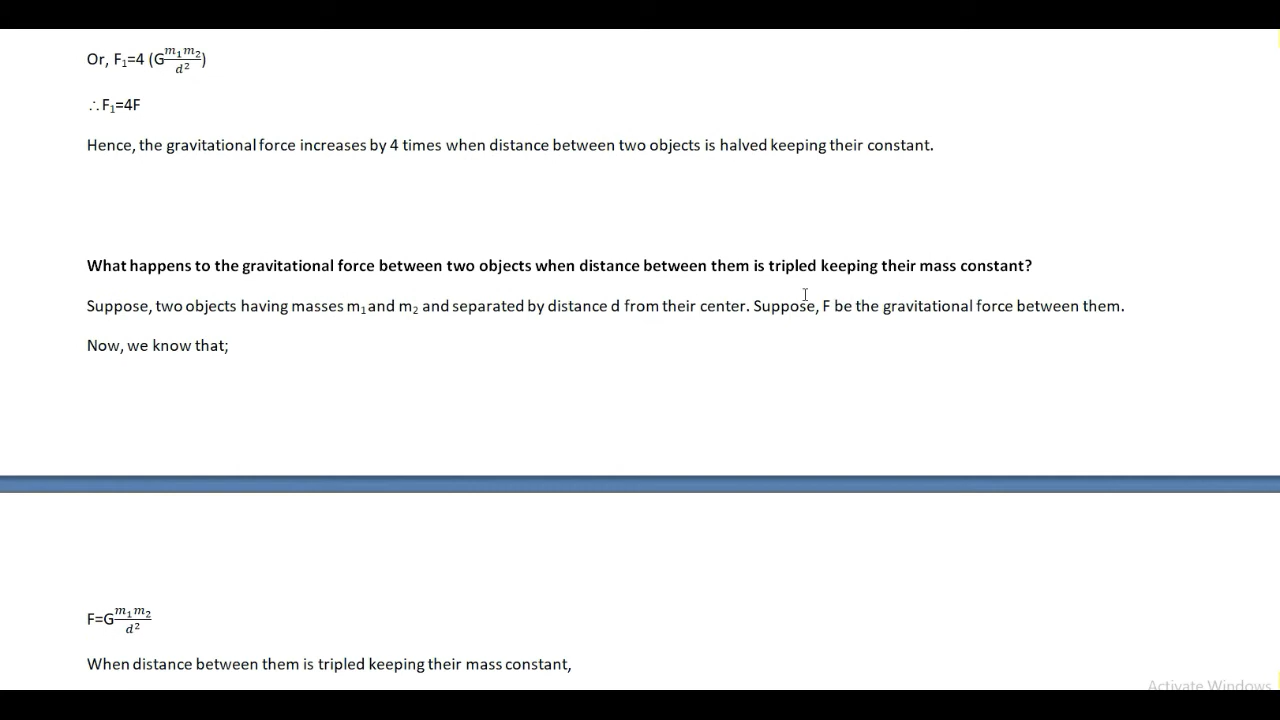 Or, F₁=4 (G m₁m₂/d²)
∴F₁=4F
Hence, the gravitational force increases by 4 times when distance between two objects is halved keeping their constant.
What happens to the gravitational force between two objects when distance between them is tripled keeping their mass constant?
Suppose, two objects having masses m₁and m₂ and separated by distance d from their center. Suppose, F be the gravitational force between them.
Now, we know that;
F=G m₁m₂/d²
When distance between them is tripled keeping their mass constant,
Activate Windows